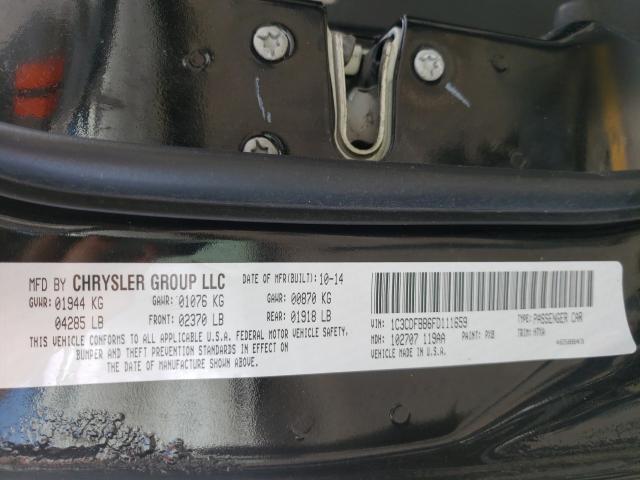 MFD BY CHRYSLER GROUP LLC DATE OF MFR(BUILT): 10-14
GVWR: 01944 KG GAWR: 01076 KG GAWR: 00870 KG
04285 LB FRONT: 02370 LB REAR: 01918 LB
THIS VEHICLE CONFORMS TO ALL APPLICABLE U.S.A. FEDERAL MOTOR VEHICLE SAFETY,
BUMPER AND THEFT PREVENTION STANDARDS IN EFFECT ON
THE DATE OF MANUFACTURE SHOWN ABOVE.
VIN: 1C3CDFBB6FD111659 TYPE: PASSENGER CAR
MDH: 102707 119AA PAINT: PXB TRIM: